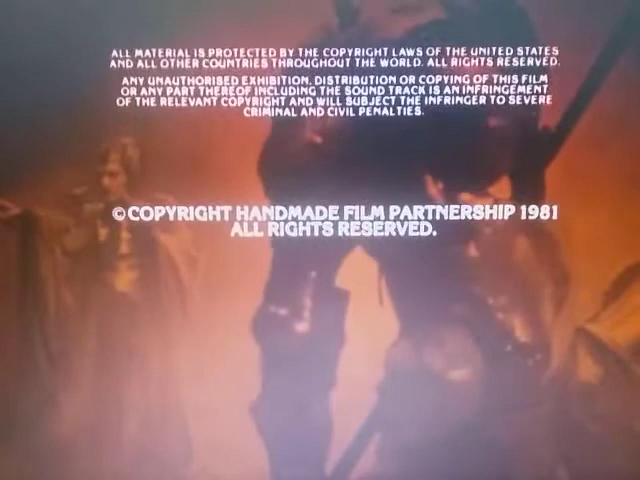 ALL MATERIAL IS PROTECTED BY THE COPYRIGHT LAWS OF THE UNITED STATES
AND ALL OTHER COUNTRIES THROUGHOUT THE WORLD. ALL RIGHTS RESERVED.
ANY UNAUTHORISED EXHIBITION, DISTRIBUTION OR COPYING OF THIS FILM
OR ANY PART THEREOF INCLUDING THE SOUND TRACK IS AN INFRINGEMENT
OF THE RELEVANT COPYRIGHT AND WILL SUBJECT THE INFRINGER TO SEVERE
CRIMINAL AND CIVIL PENALTIES.
© COPYRIGHT HANDMADE FILM PARTNERSHIP 1981
ALL RIGHTS RESERVED.